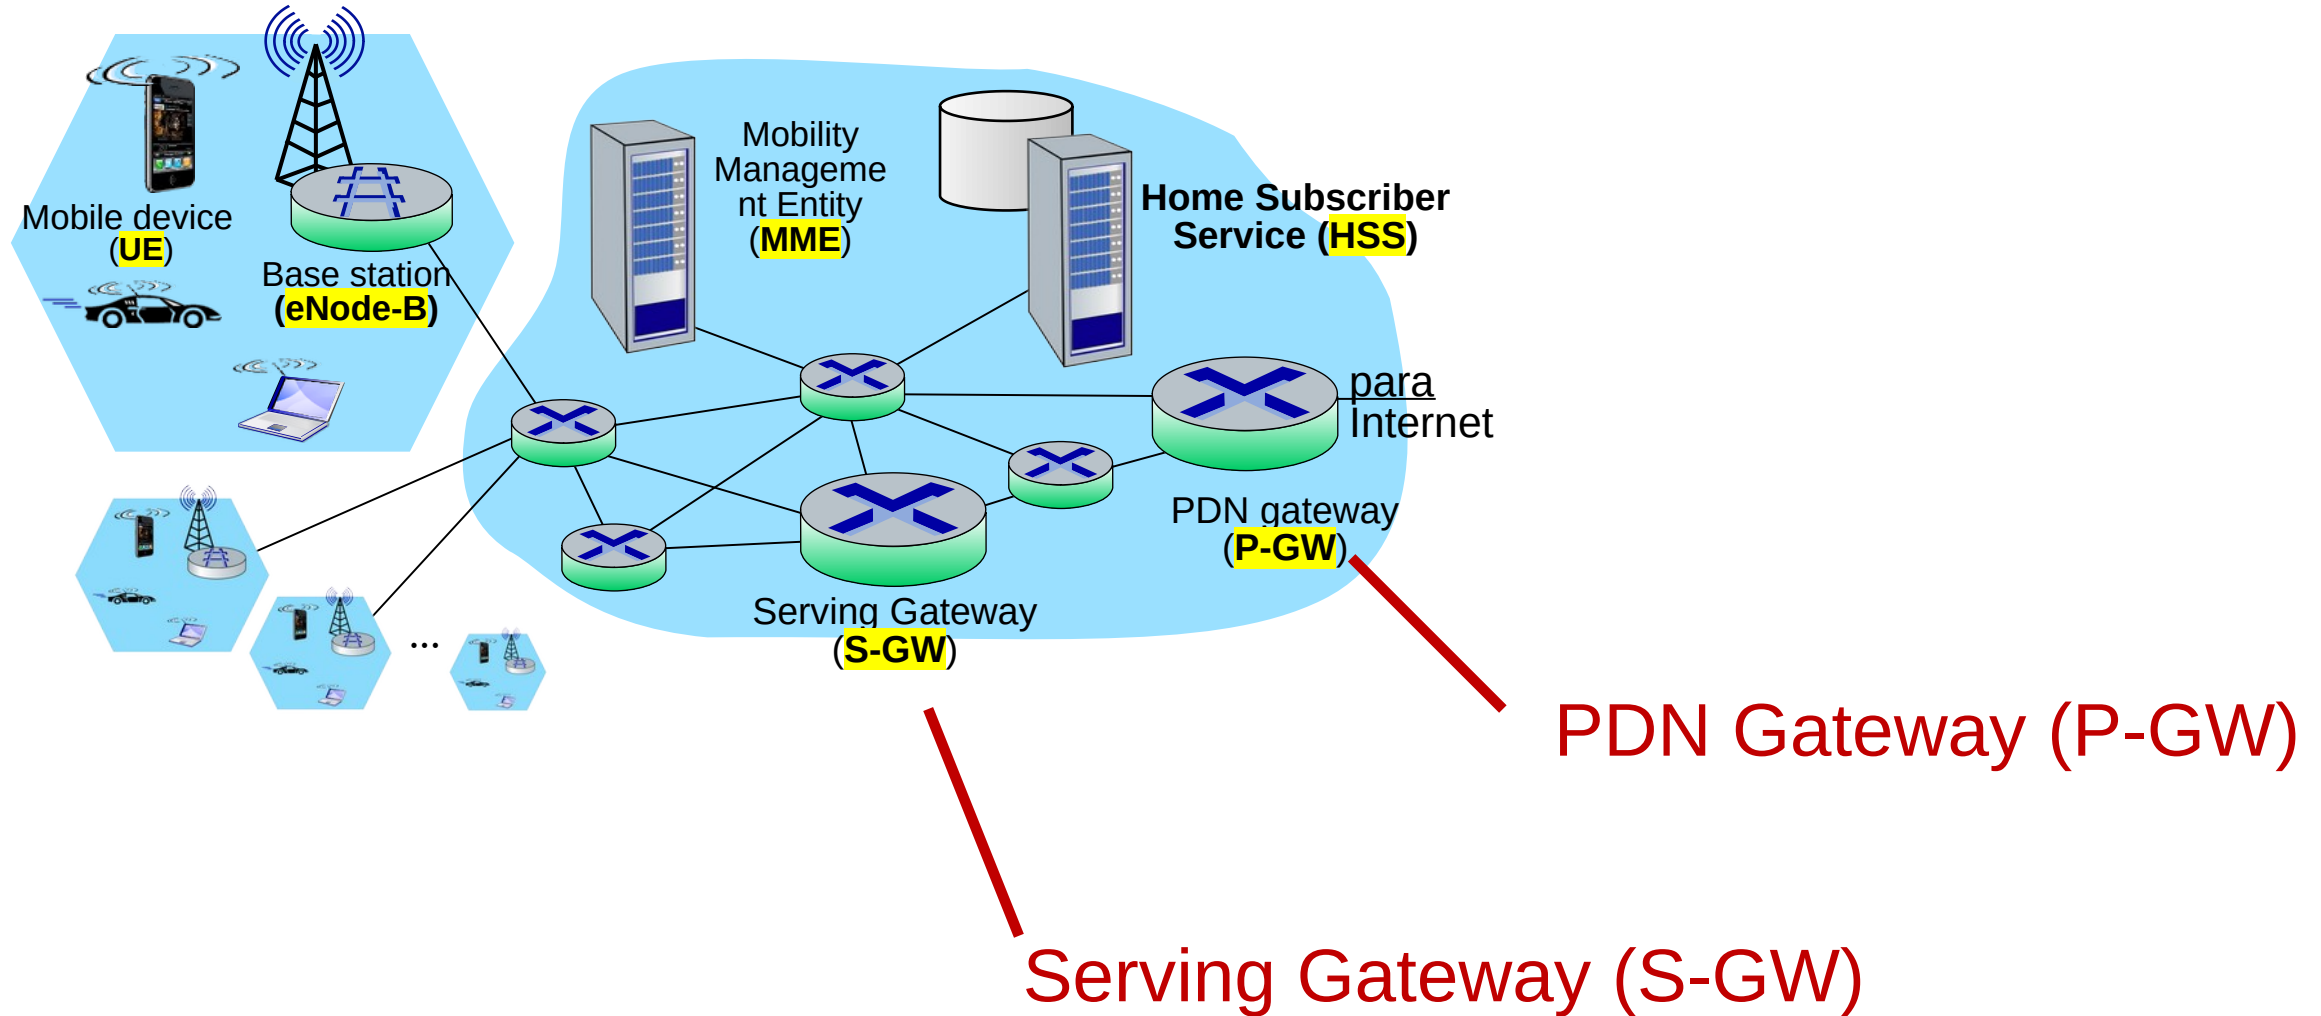 Mobile device
(UE)
Base station
(eNode-B)
Mobility
Manageme
nt Entity
(MME)
Home Subscriber
Service (HSS)
para
Internet
PDN gateway
(P-GW)
Serving Gateway
(S-GW)
...
PDN Gateway (P-GW)
Serving Gateway (S-GW)